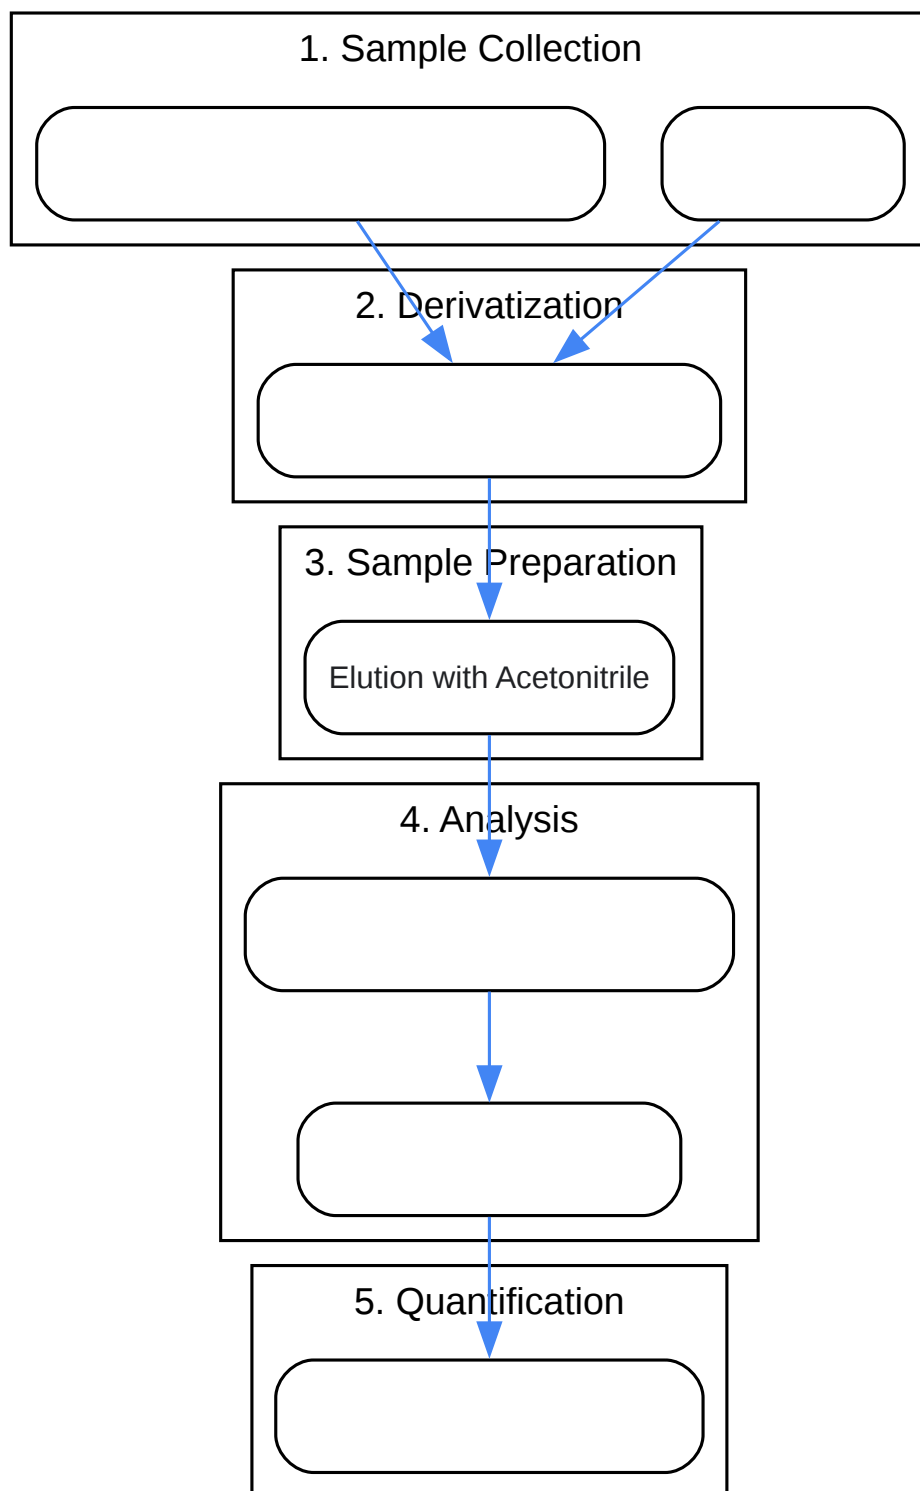 1. Sample Collection
2. Derivatization
3. Sample Preparation
Elution with Acetonitrile
4. Analysis
5. Quantification